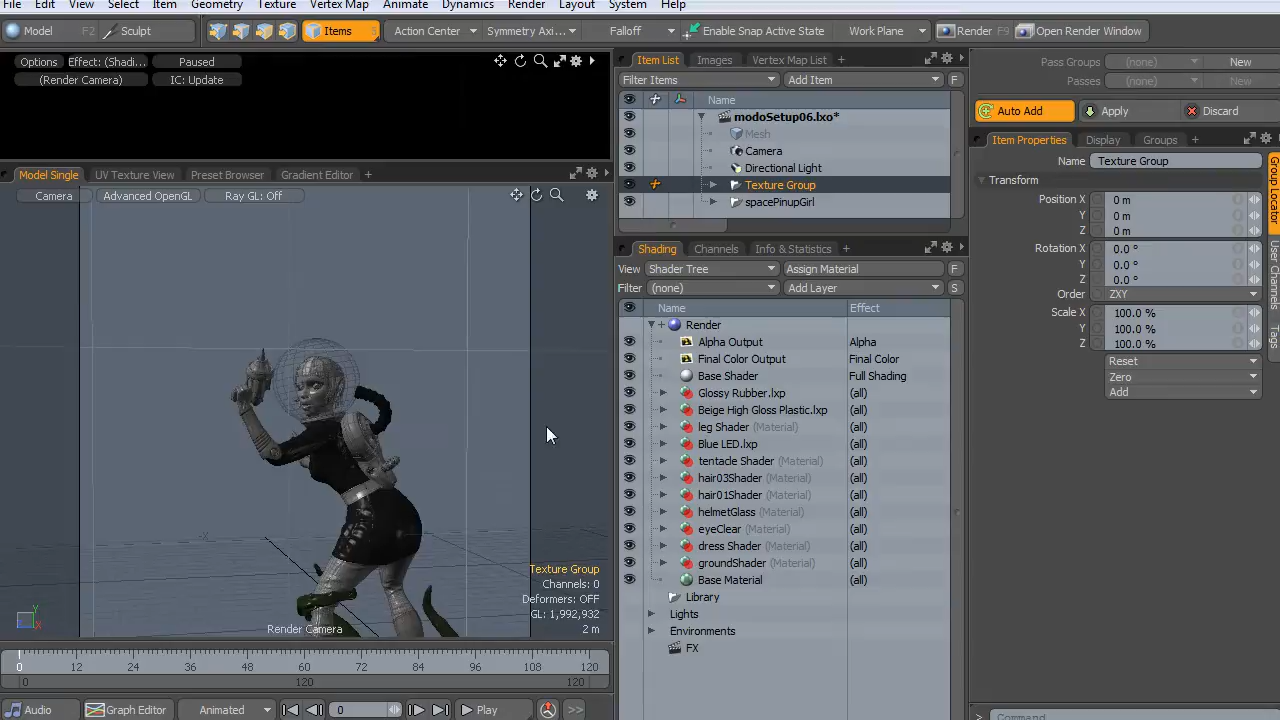 File Edit View Select Item Geometry Texture Vertex Map Animate Dynamics Render Layout System Help
Model F2 Sculpt Items 5 Action Center Symmetry Axi... Falloff Enable Snap Active State Work Plane Render F9 Open Render Window
Options Effect: (Shadi... Paused
(Render Camera) IC: Update
Model Single UV Texture View Preset Browser Gradient Editor +
Camera Advanced OpenGL Ray GL: Off
-X
Texture Group
Channels: 0
Deformers: OFF
GL: 1,992,932
2 m
Render Camera
Y
X
0 12 24 36 48 60 72 84 96 108 120
0 120 120
Audio Graph Editor Animated 0 Play >>
Item List Images Vertex Map List +
Filter Items Add Item F
Name
modoSetup06.lxo*
Mesh
Camera
Directional Light
Texture Group
spacePinupGirl
Shading Channels Info & Statistics +
View Shader Tree Assign Material F
Filter (none) Add Layer S
Name Effect
Render
Alpha Output Alpha
Final Color Output Final Color
Base Shader Full Shading
Glossy Rubber.lxp (all)
Beige High Gloss Plastic.lxp (all)
leg Shader (Material) (all)
Blue LED.lxp (all)
tentacle Shader (Material) (all)
hair03Shader (Material) (all)
hair01Shader (Material) (all)
helmetGlass (Material) (all)
eyeClear (Material) (all)
dress Shader (Material) (all)
groundShader (Material) (all)
Base Material (all)
Library
Lights
Environments
FX
Pass Groups (none) New
Passes (none) New
Auto Add Apply Discard
Item Properties Display Groups +
Name Texture Group
Transform
Position X 0 m
Y 0 m
Z 0 m
Rotation X 0.0 °
Y 0.0 °
Z 0.0 °
Order ZXY
Scale X 100.0 %
Y 100.0 %
Z 100.0 %
Reset
Zero
Add
Group Locator
User Channels
Tags
Command